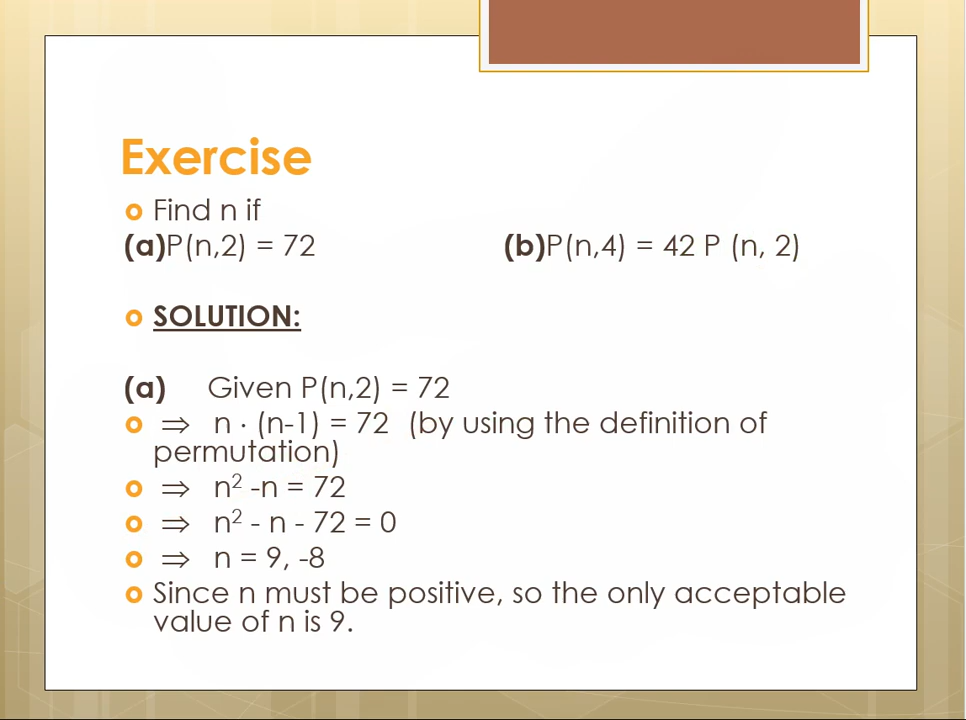 Exercise
Find n if
(a)P(n,2) = 72 (b)P(n,4) = 42 P (n, 2)
SOLUTION:
(a) Given P(n,2) = 72
⇒ n · (n-1) = 72 (by using the definition of
permutation)
⇒ n² -n = 72
⇒ n² - n - 72 = 0
⇒ n = 9, -8
Since n must be positive, so the only acceptable
value of n is 9.